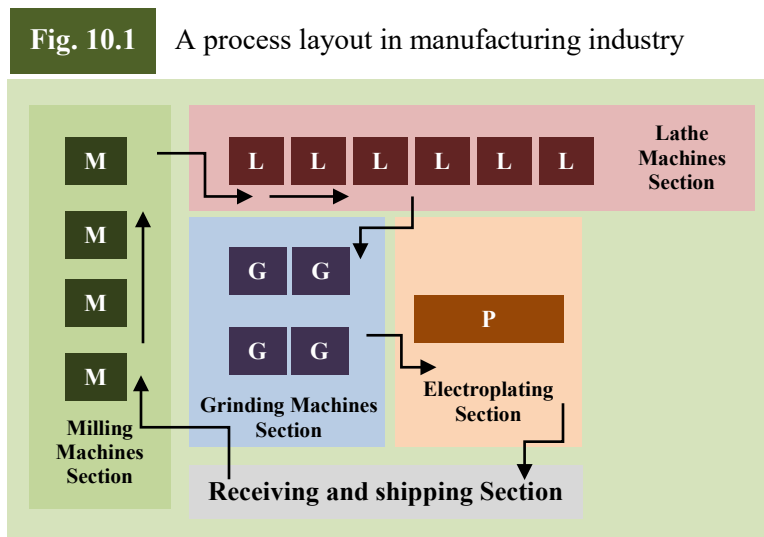 Fig. 10.1 A process layout in manufacturing industry
M
L L L L L L
Lathe
Machines
Section
M
M
M
Milling
Machines
Section
G G
G G
Grinding Machines
Section
P
Electroplating
Section
Receiving and shipping Section